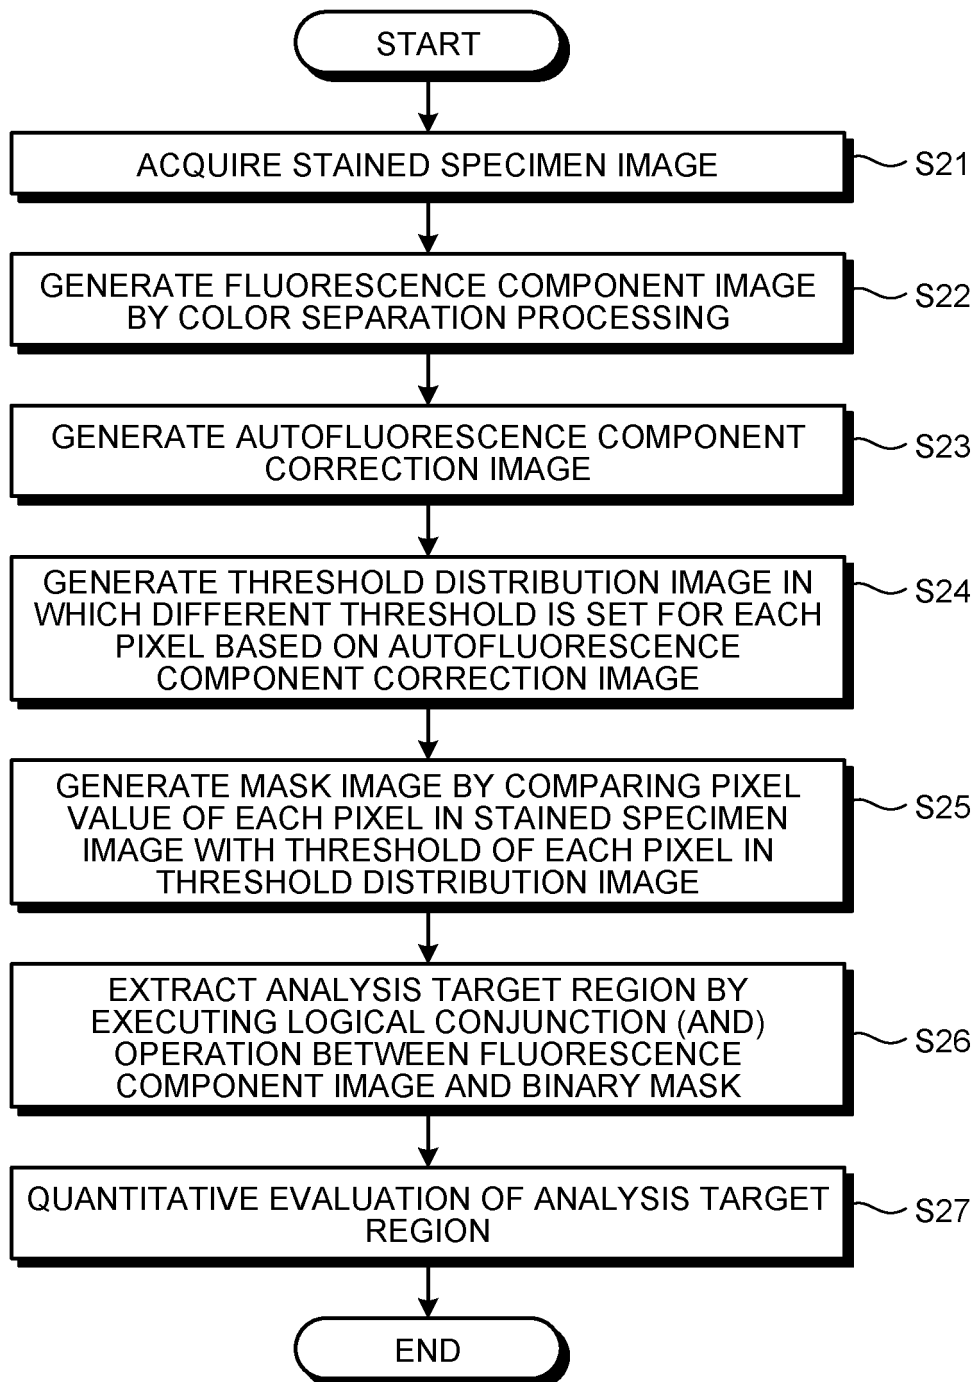 START
ACQUIRE STAINED SPECIMEN IMAGE
S21
GENERATE FLUORESCENCE COMPONENT IMAGE
BY COLOR SEPARATION PROCESSING
S22
GENERATE AUTOFLUORESCENCE COMPONENT
CORRECTION IMAGE
S23
GENERATE THRESHOLD DISTRIBUTION IMAGE IN
WHICH DIFFERENT THRESHOLD IS SET FOR EACH
PIXEL BASED ON AUTOFLUORESCENCE
COMPONENT CORRECTION IMAGE
S24
GENERATE MASK IMAGE BY COMPARING PIXEL
VALUE OF EACH PIXEL IN STAINED SPECIMEN
IMAGE WITH THRESHOLD OF EACH PIXEL IN
THRESHOLD DISTRIBUTION IMAGE
S25
EXTRACT ANALYSIS TARGET REGION BY
EXECUTING LOGICAL CONJUNCTION (AND)
OPERATION BETWEEN FLUORESCENCE
COMPONENT IMAGE AND BINARY MASK
S26
QUANTITATIVE EVALUATION OF ANALYSIS TARGET
REGION
S27
END